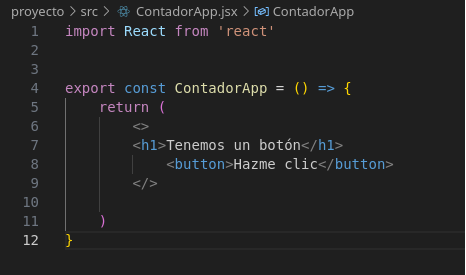 proyecto > src > ContadorApp.jsx > ContadorApp
1 import React from 'react'
2
3
4 export const ContadorApp = () => {
5     return (
6         <>
7         <h1>Tenemos un botón</h1>
8             <button>Hazme clic</button>
9         </>
10
11     )
12 }